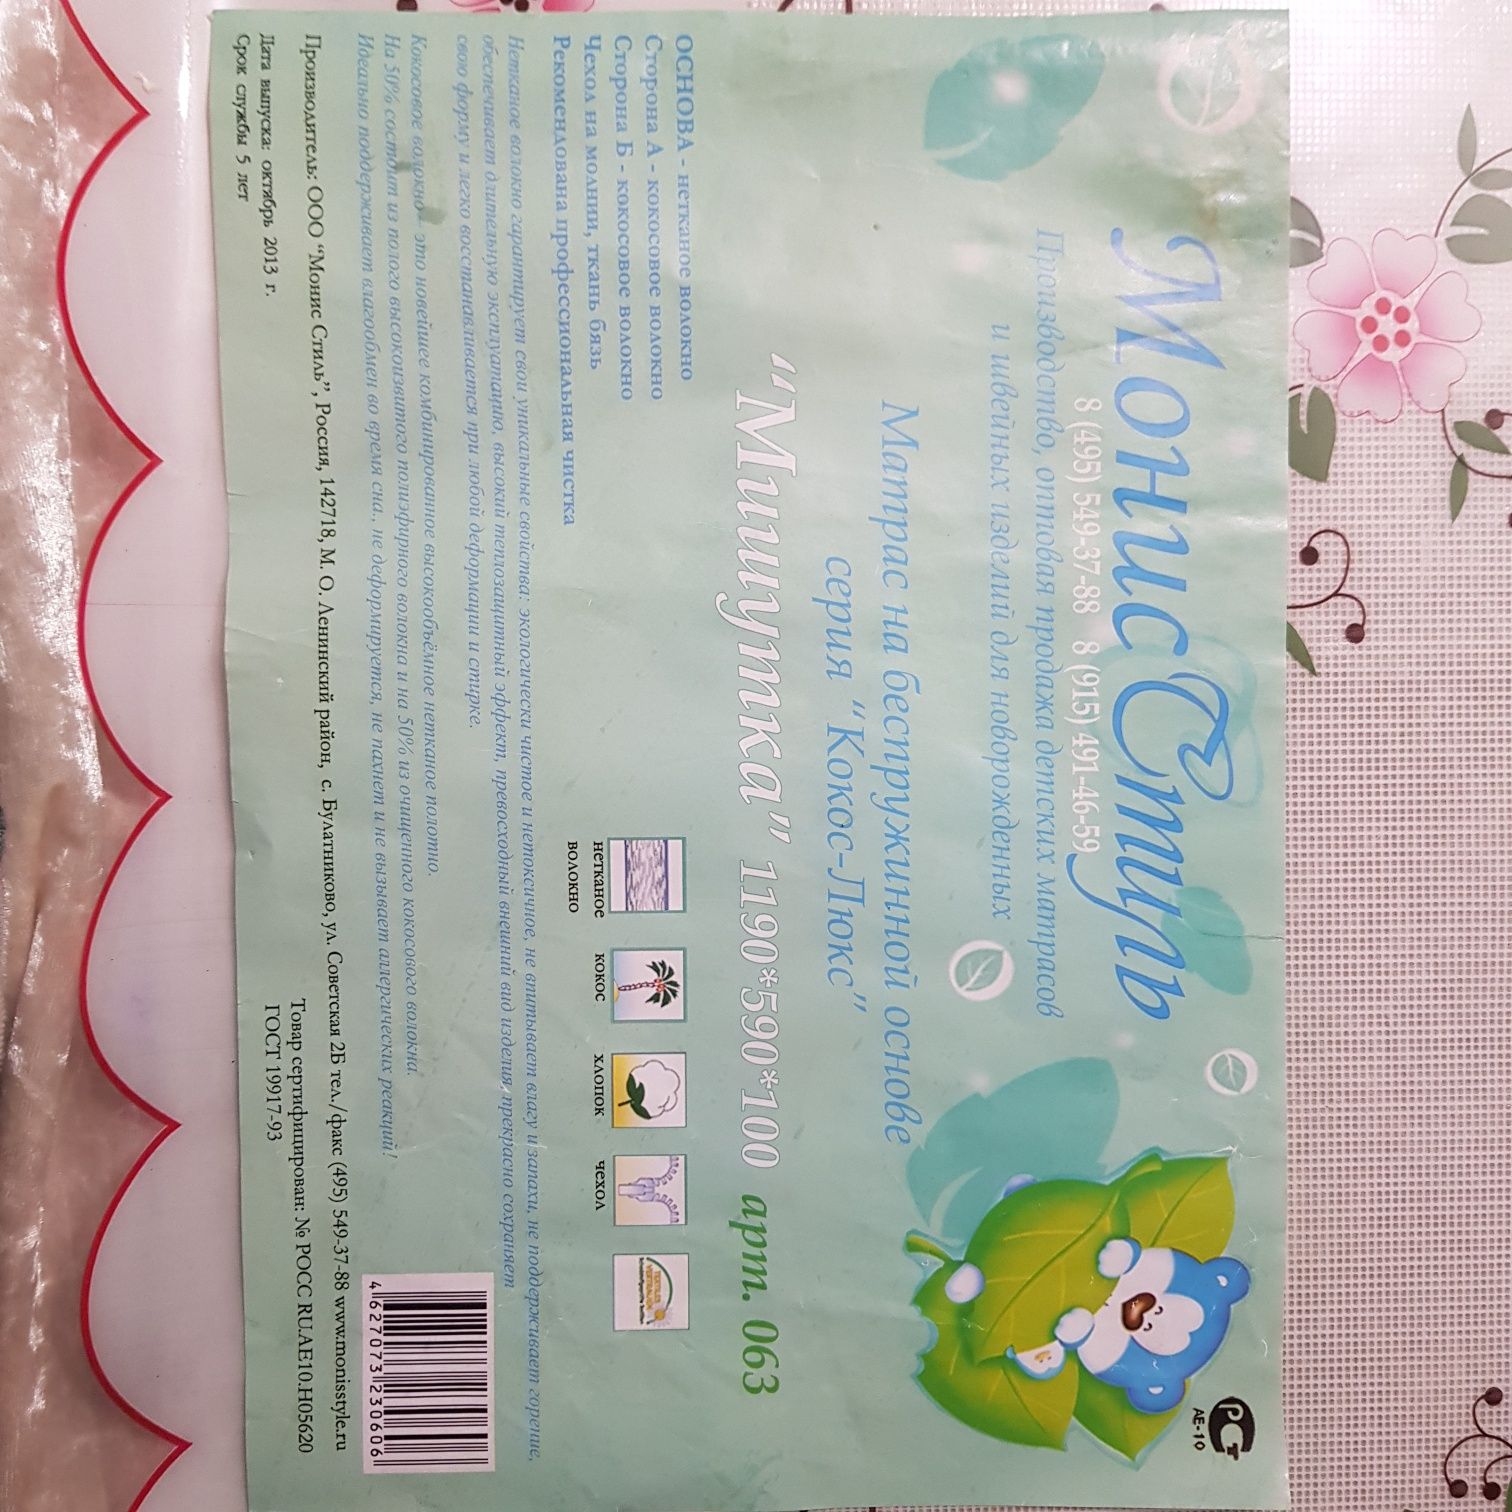 МонисСтиль
8 (495) 549-37-88 8 (915) 491-46-59
Производство, оптовая продажа детских матрасов
и швейных изделий для новорожденных
РСТ
АЕ-10
Матрас на беспружинной основе
серия "Кокос-Люкс"
"Мишутка" 1190*590*100 арт. 063
ОСНОВА - нетканое волокно
Сторона А - кокосовое волокно
Сторона Б - кокосовое волокно
Чехол на молнии, ткань бязь
Рекомендована профессиональная чистка
нетканое
волокно
кокос
хлопок
чехол
Нетканое волокно гарантирует свои уникальные свойства: экологически чистое и нетоксичное, не впитывает влагу и запахи, не поддерживает горение,
обеспечивает длительную эксплуатацию, высокий теплозащитный эффект, превосходный внешний вид изделия, прекрасно сохраняет
свою форму и легко восстанавливается при любой деформации и стирке.
Кокосовое волокно - это новейшее комбинированное высокообъёмное нетканое полотно.
На 50% состоит из полого высокоизвитого полиэфирного волокна и на 50% из очищенного кокосового волокна.
Идеально поддерживает влагообмен во время сна., не деформируется, не пахнет и не вызывает аллергических реакций!
4 627073 230606
Производитель: ООО "Монис Стиль", Россия, 142718, М. О. Ленинский район, с. Булатниково, ул. Советская 2Б тел./факс (495) 549-37-88 www.monisstyle.ru
Товар сертифицирован: № РОСС RU.АЕ10.Н05620
ГОСТ 19917-93
Дата выпуска: октябрь 2013 г.
Срок службы 5 лет